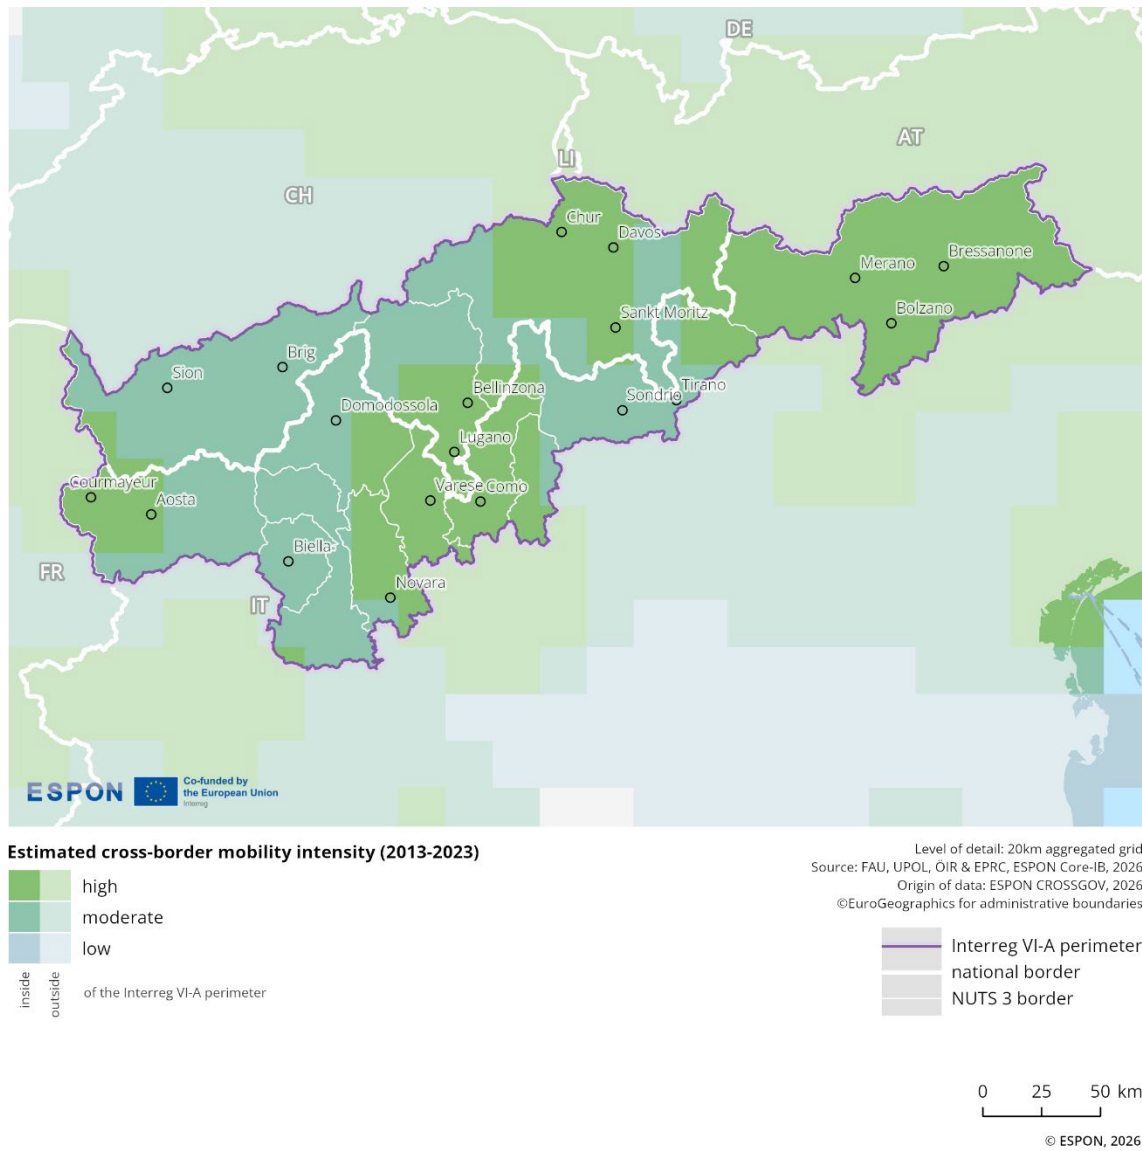 DE
AT
LI
CH
Chur
Davos
Merano
Bressanone
Bolzano
Sankt Moritz
Brig
Sion
Bellinzona
Tirano
Sondrio
Domodossola
Lugano
Courmayeur
Aosta
Varese
Como
Biella
FR
IT
Novara
ESPON
Co-funded by
the European Union
Interreg
Estimated cross-border mobility intensity (2013-2023)
high
moderate
low
inside
outside
of the Interreg VI-A perimeter
Level of detail: 20km aggregated grid
Source: FAU, UPOL, ÖIR & EPRC, ESPON Core-IB, 2026
Origin of data: ESPON CROSSGOV, 2026
©EuroGeographics for administrative boundaries
Interreg VI-A perimeter
national border
NUTS 3 border
0 25 50 km
© ESPON, 2026